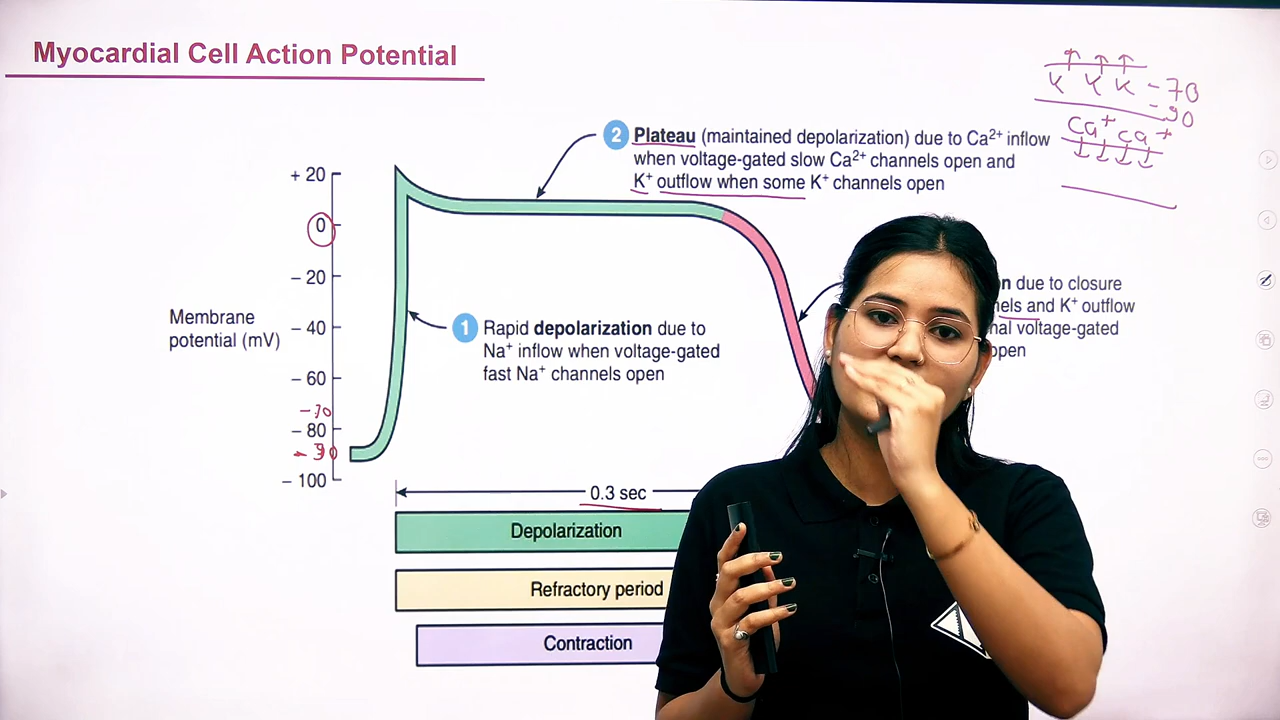 Myocardial Cell Action Potential
K K K - 70
- 90
Ca+ Ca+
2 Plateau (maintained depolarization) due to Ca²⁺ inflow
when voltage-gated slow Ca²⁺ channels open and
K⁺ outflow when some K⁺ channels open
+ 20
0
− 20
− 40
− 60
-70
− 80
- 90
− 100
Membrane
potential (mV)
1 Rapid depolarization due to
Na⁺ inflow when voltage-gated
fast Na⁺ channels open
due to closure
and K⁺ outflow
voltage-gated
open
0.3 sec
Depolarization
Refractory period
Contraction